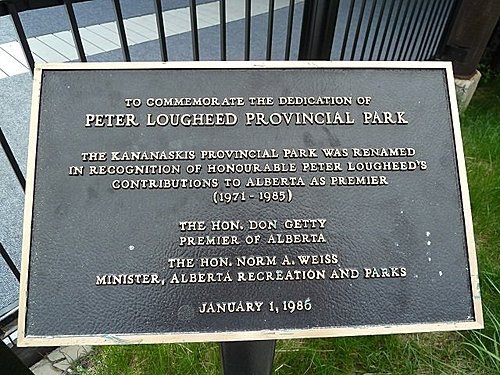 TO COMMEMORATE THE DEDICATION OF
PETER LOUGHEED PROVINCIAL PARK
THE KANANASKIS PROVINCIAL PARK WAS RENAMED
IN RECOGNITION OF HONOURABLE PETER LOUGHEED'S
CONTRIBUTIONS TO ALBERTA AS PREMIER
(1971 - 1985)
THE HON. DON GETTY
PREMIER OF ALBERTA
THE HON. NORM A. WEISS
MINISTER, ALBERTA RECREATION AND PARKS
JANUARY 1, 1986